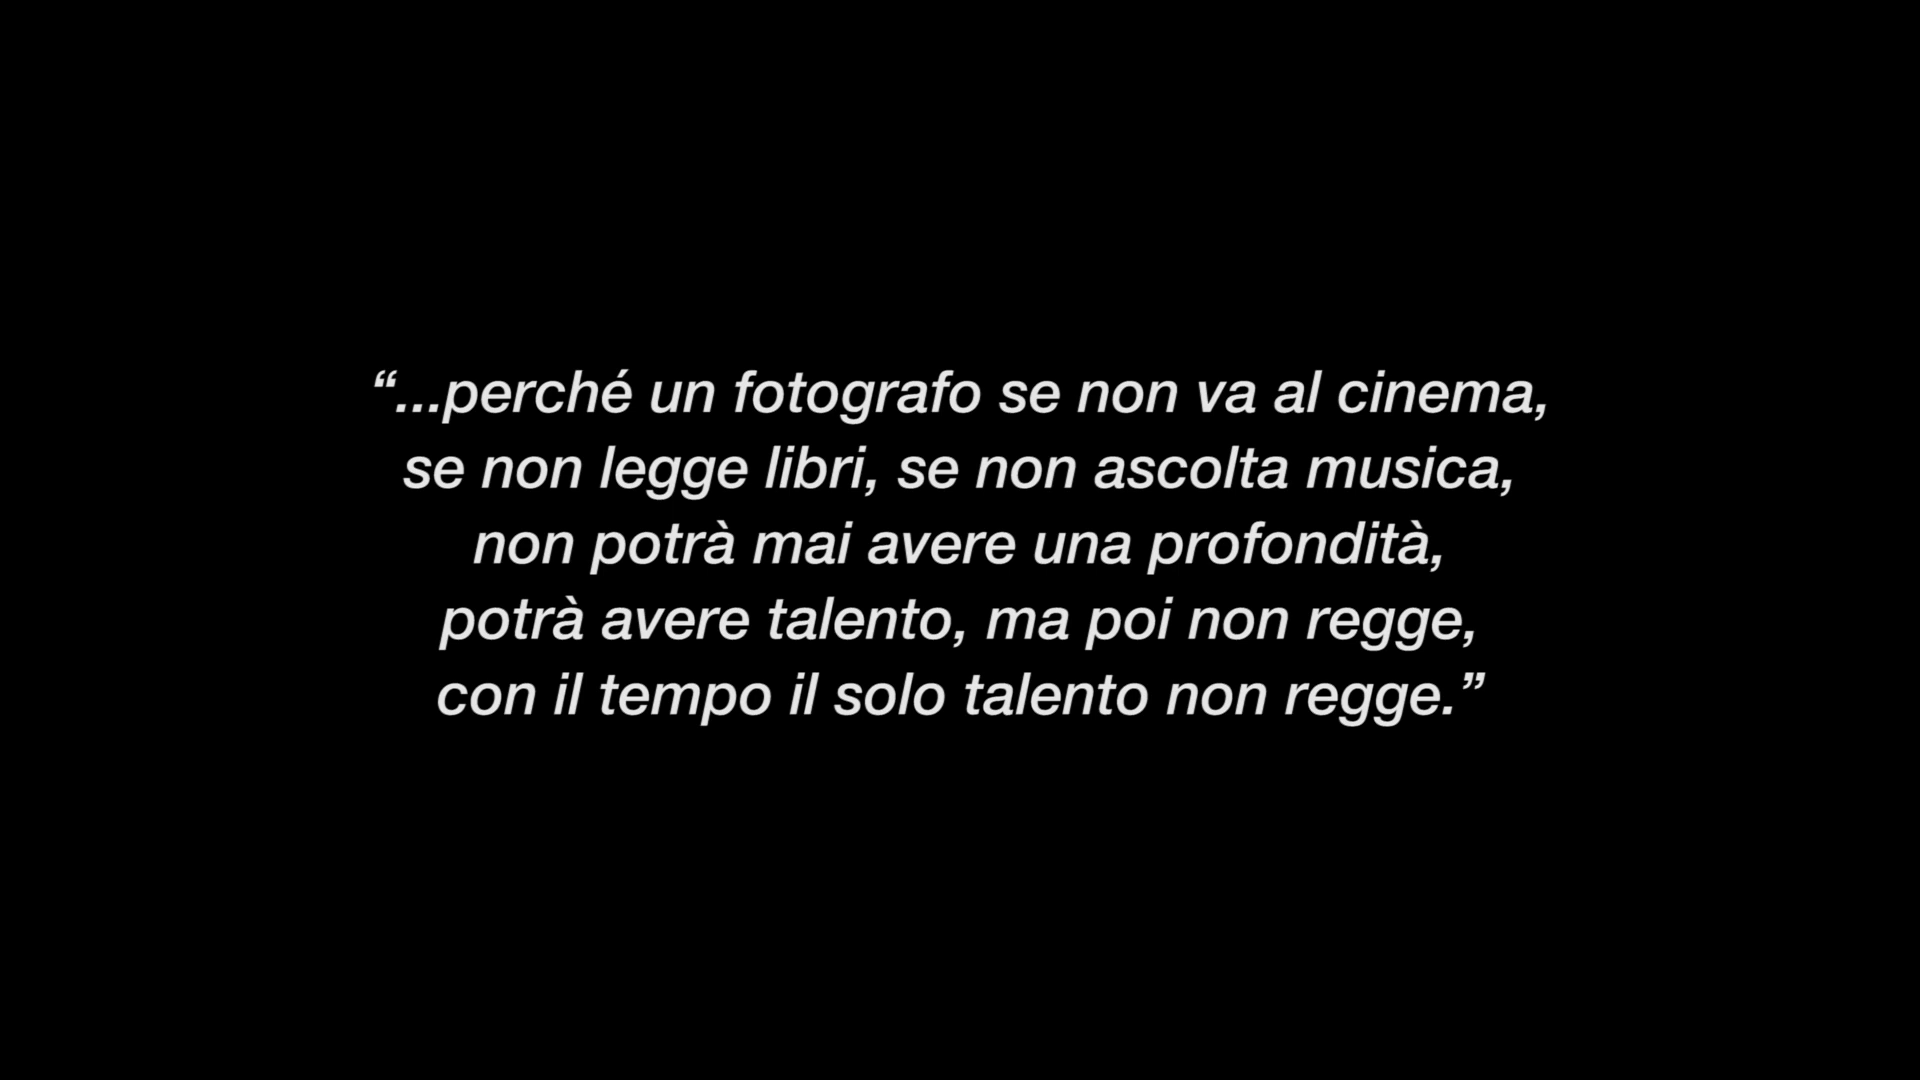 “...perché un fotografo se non va al cinema,
se non legge libri, se non ascolta musica,
non potrà mai avere una profondità,
potrà avere talento, ma poi non regge,
con il tempo il solo talento non regge.”